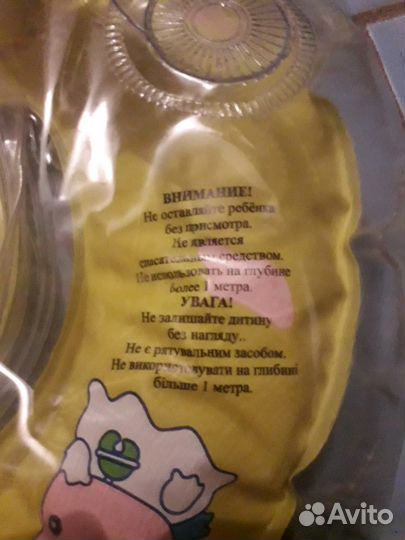 ВНИМАНИЕ!
Не оставляйте ребёнка
без присмотра.
Не является
спасательным средством.
Не использовать на глубине
более 1 метра.
УВАГА!
Не залишайте дитину
без нагляду..
Не є рятувальним засобом.
Не використовувати на глибині
більше 1 метра.
Avito